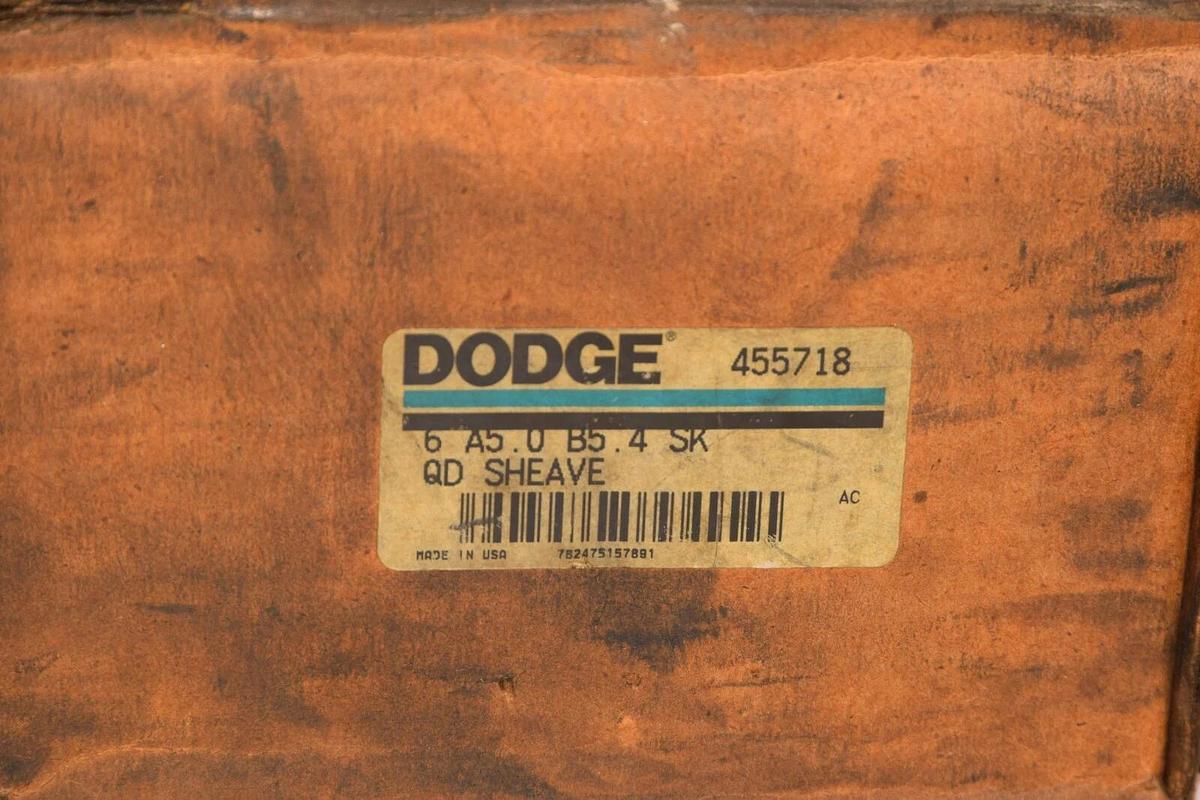 DODGE® 455718
6 A5.0 B5.4 SK
QD SHEAVE
AC
MADE IN USA 782475157891